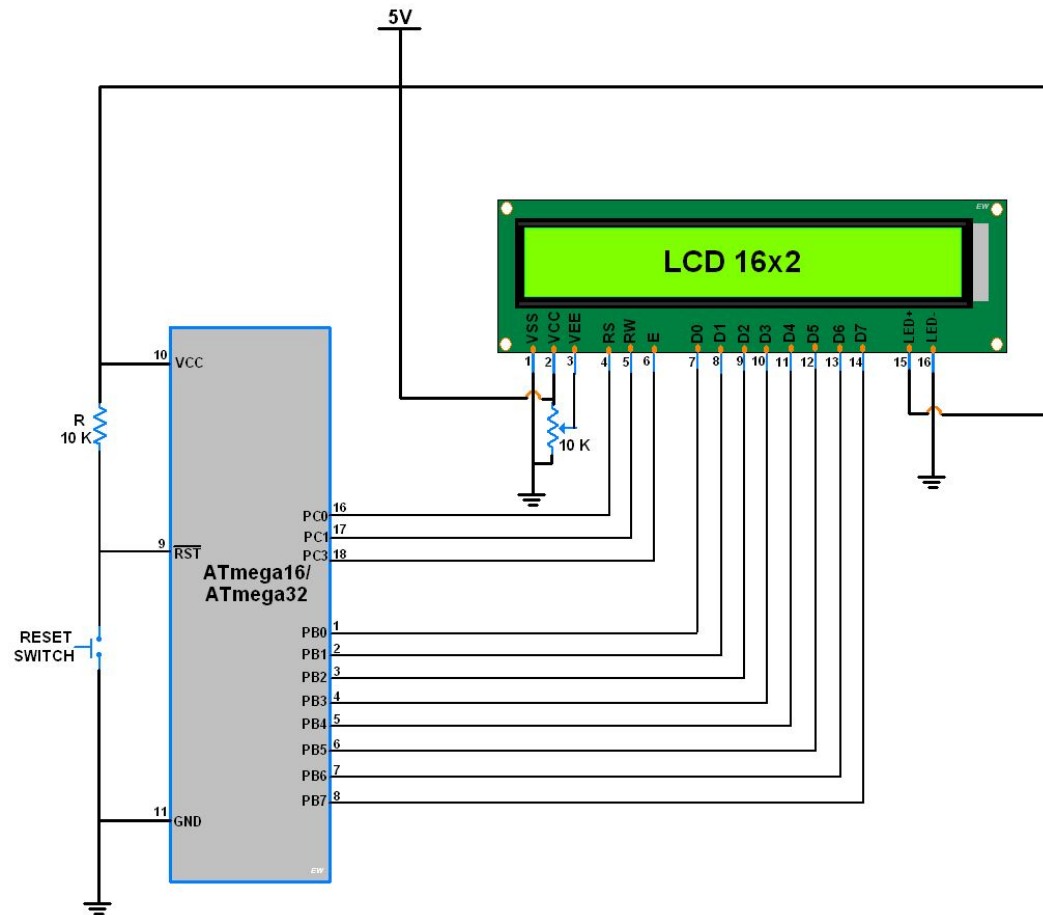 5V
EW
LCD 16x2
VSS VCC VEE RS RW E D0 D1 D2 D3 D4 D5 D6 D7 LED+ LED-
1 2 3 4 5 6 7 8 9 10 11 12 13 14 15 16
10 VCC
R
10 K
10 K
PC0 16
PC1 17
PC3 18
9 RST
ATmega16/
ATmega32
PB0 1
RESET
SWITCH
PB1 2
PB2 3
PB3 4
PB4 5
PB5 6
PB6 7
PB7 8
11 GND
EW